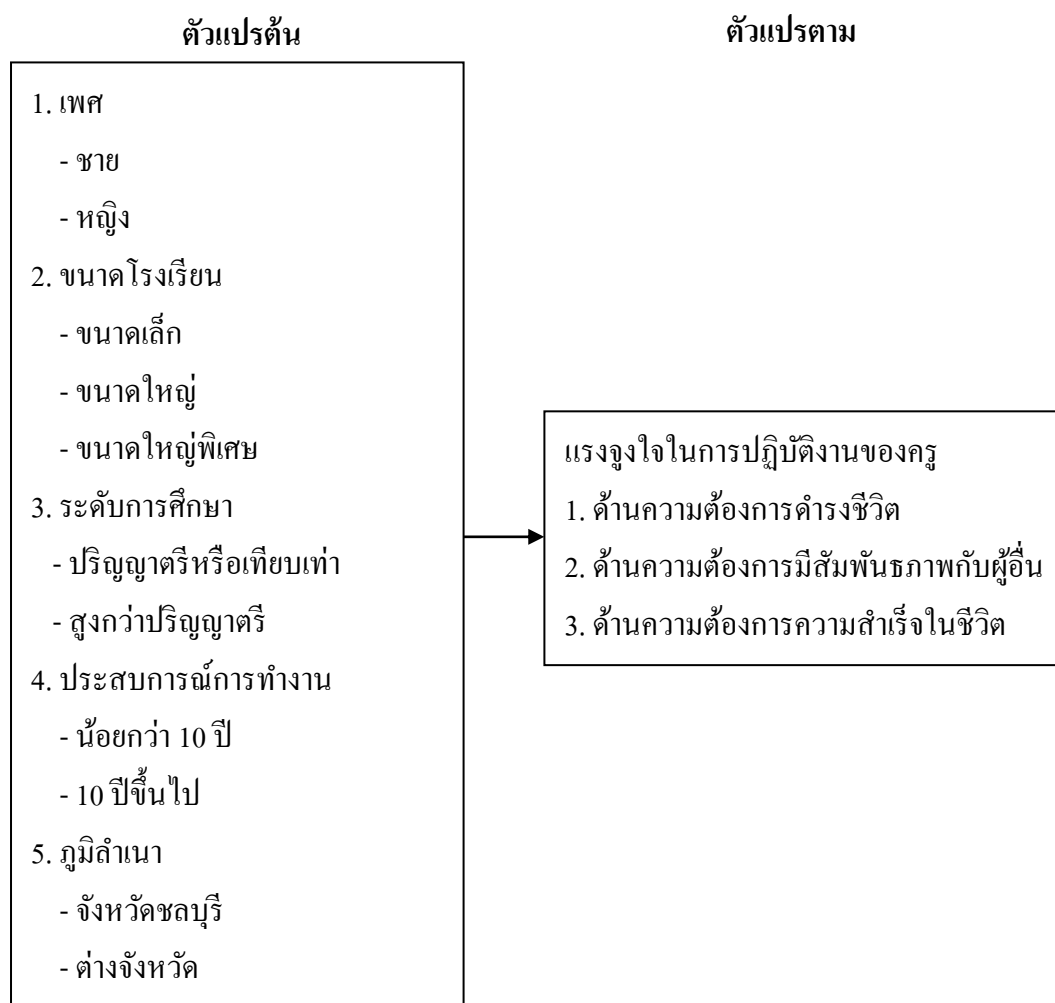 ตัวแปรต้น
ตัวแปรตาม
1. เพศ
- ชาย
- หญิง
2. ขนาดโรงเรียน
- ขนาดเล็ก
- ขนาดใหญ่
- ขนาดใหญ่พิเศษ
3. ระดับการศึกษา
- ปริญญาตรีหรือเทียบเท่า
- สูงกว่าปริญญาตรี
4. ประสบการณ์การทำงาน
- น้อยกว่า 10 ปี
- 10 ปีขึ้นไป
5. ภูมิลำเนา
- จังหวัดชลบุรี
- ต่างจังหวัด
แรงจูงใจในการปฏิบัติงานของครู
1. ด้านความต้องการดำรงชีวิต
2. ด้านความต้องการมีสัมพันธภาพกับผู้อื่น
3. ด้านความต้องการความสำเร็จในชีวิต